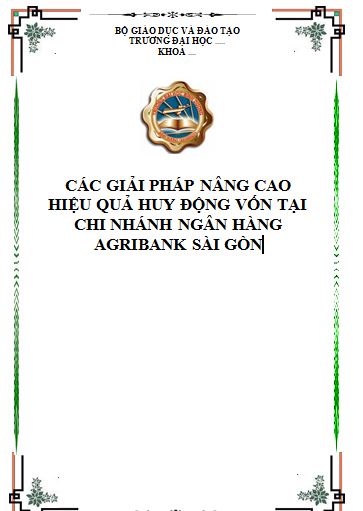 BỘ GIÁO DỤC VÀ ĐÀO TẠO
TRƯỜNG ĐẠI HỌC ....
KHOA ...
CÁC GIẢI PHÁP NÂNG CAO
HIỆU QUẢ HUY ĐỘNG VỐN TẠI
CHI NHÁNH NGÂN HÀNG
AGRIBANK SÀI GÒN